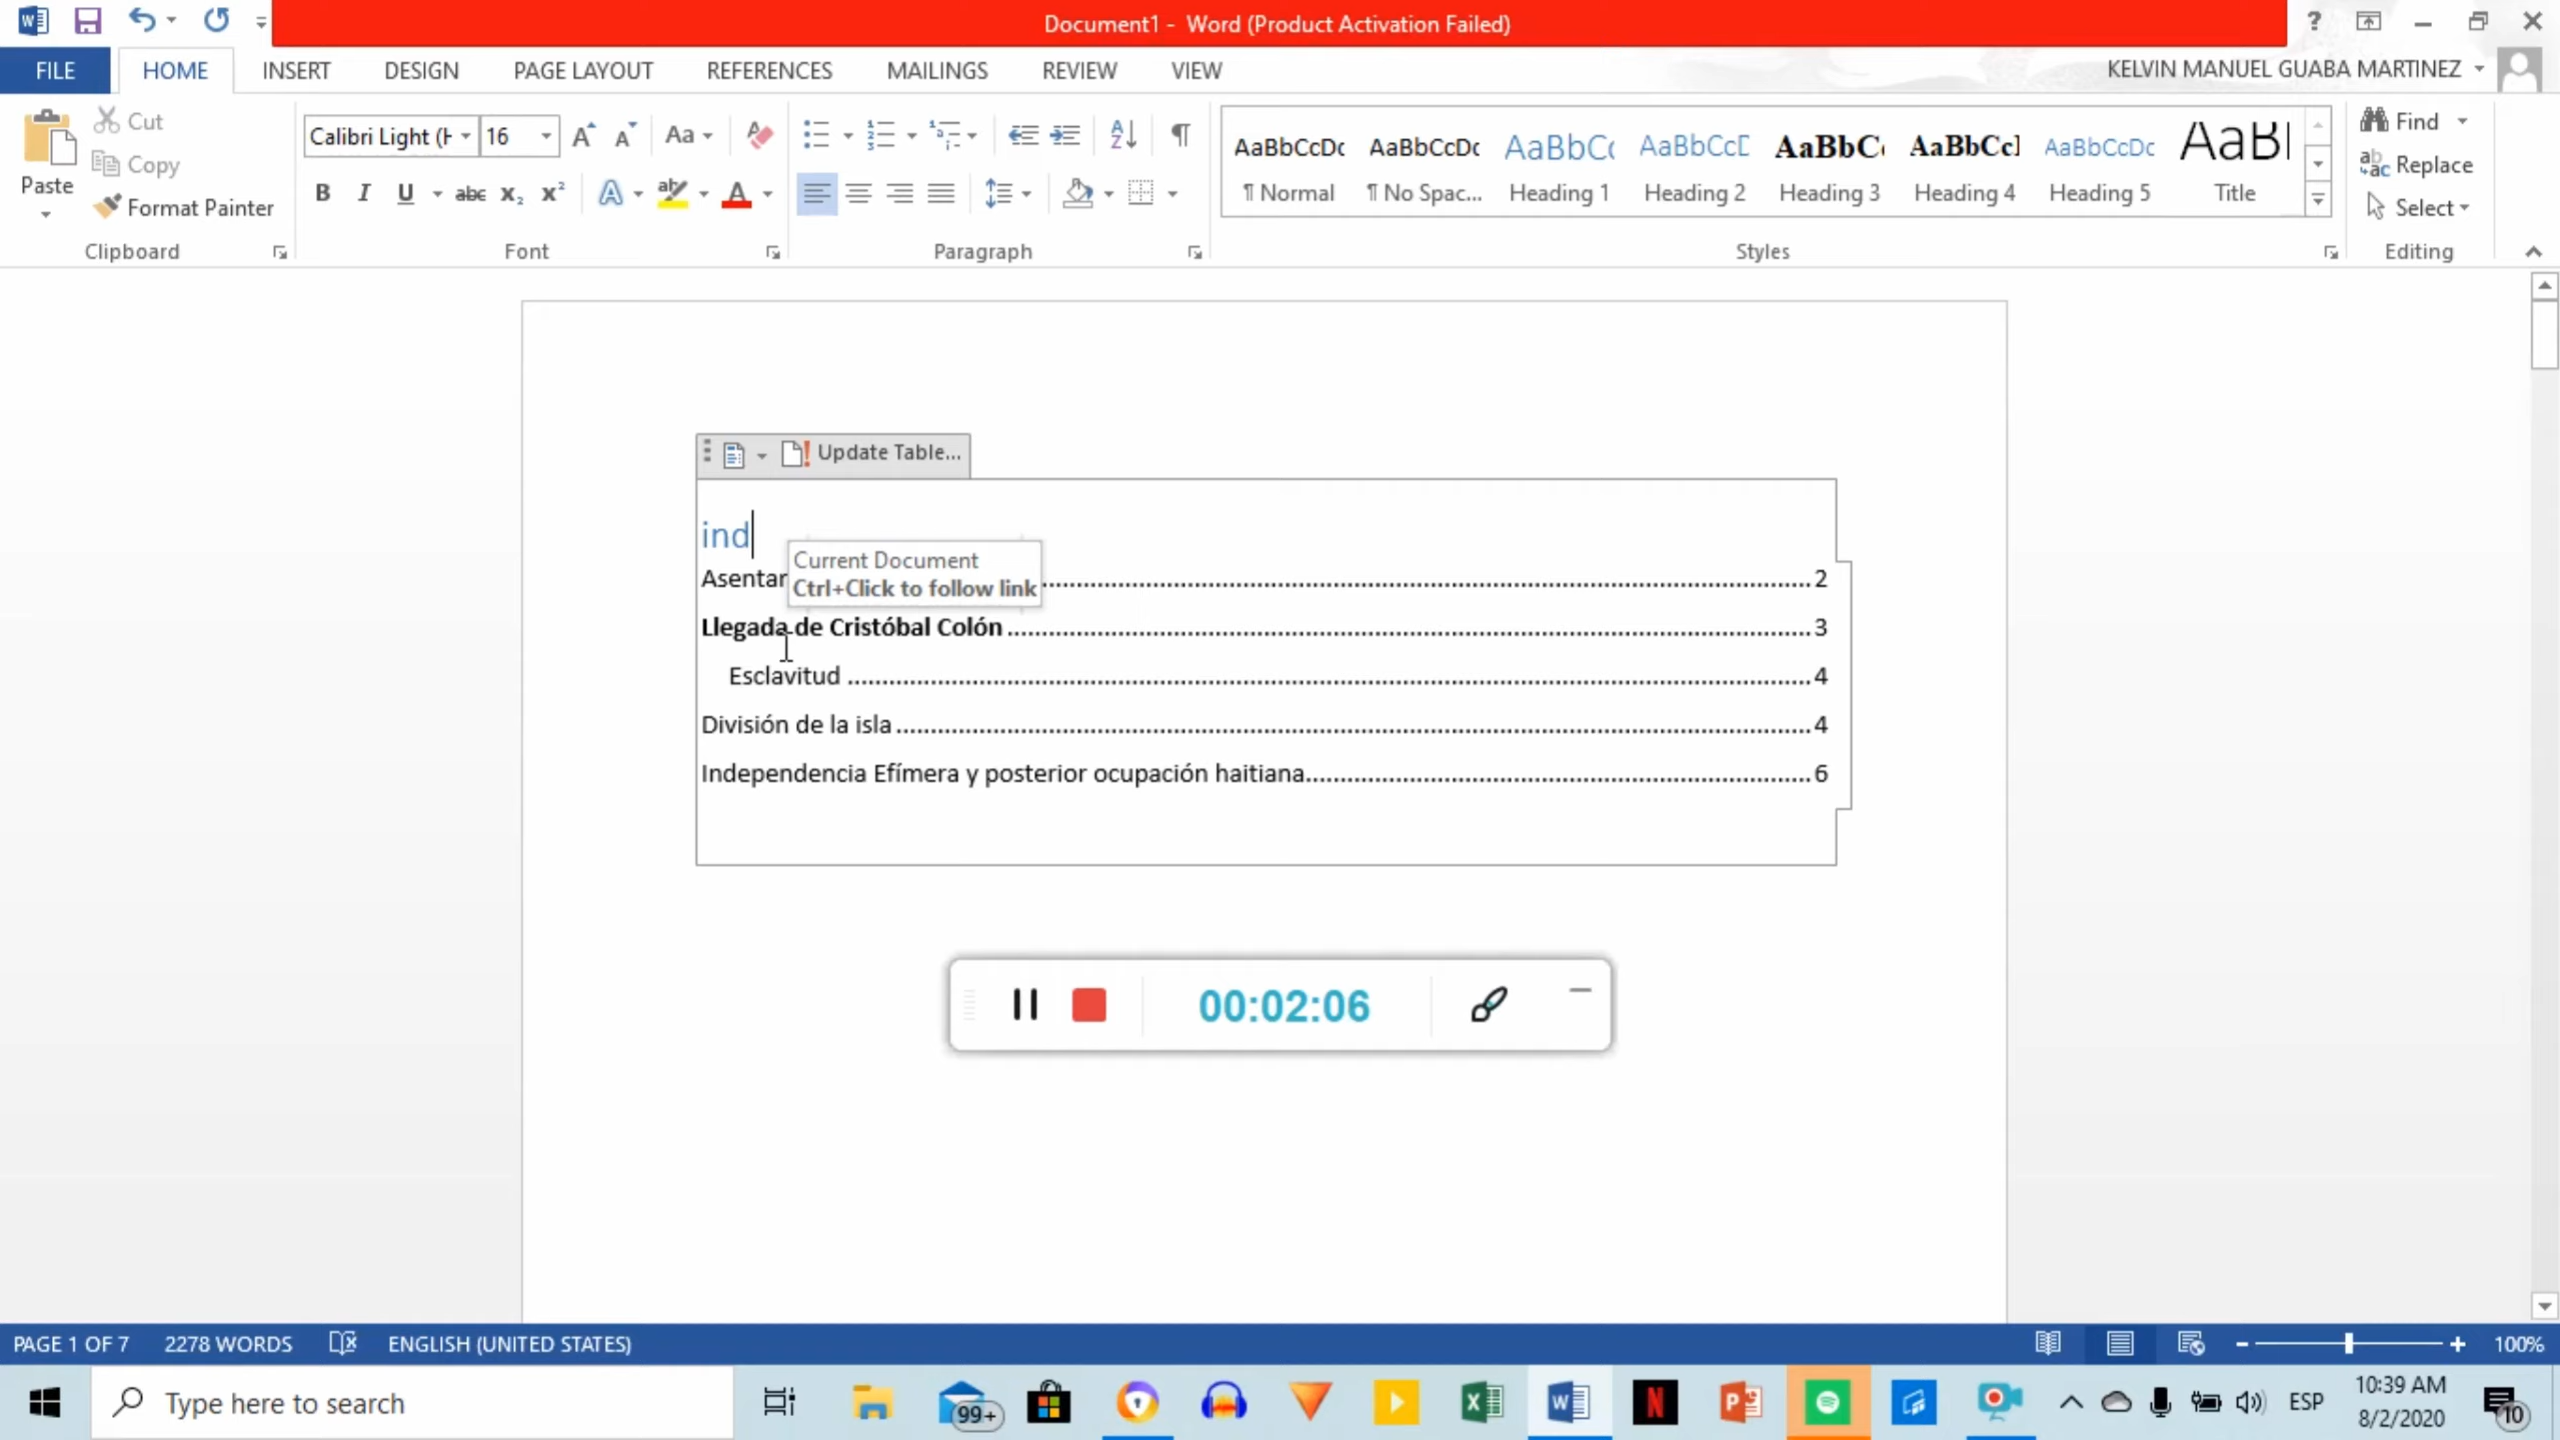 Document1 - Word (Product Activation Failed)
FILE HOME INSERT DESIGN PAGE LAYOUT REFERENCES MAILINGS REVIEW VIEW KELVIN MANUEL GUABA MARTINEZ
Paste Cut Copy Format Painter
Clipboard
Calibri Light (H 16
Font
Paragraph
AaBbCcDc AaBbCcDc AaBbC( AaBbCcD AaBbC AaBbCcI AaBbCcDc AaBI
¶ Normal ¶ No Spac... Heading 1 Heading 2 Heading 3 Heading 4 Heading 5 Title
Styles
Find
Replace
Select
Editing
Update Table...
ind
Current Document
Ctrl+Click to follow link
Asentar 2
Llegada de Cristóbal Colón 3
Esclavitud 4
División de la isla 4
Independencia Efímera y posterior ocupación haitiana 6
00:02:06
PAGE 1 OF 7 2278 WORDS ENGLISH (UNITED STATES) 100%
Type here to search 99+ ESP 10:39 AM
8/2/2020 10